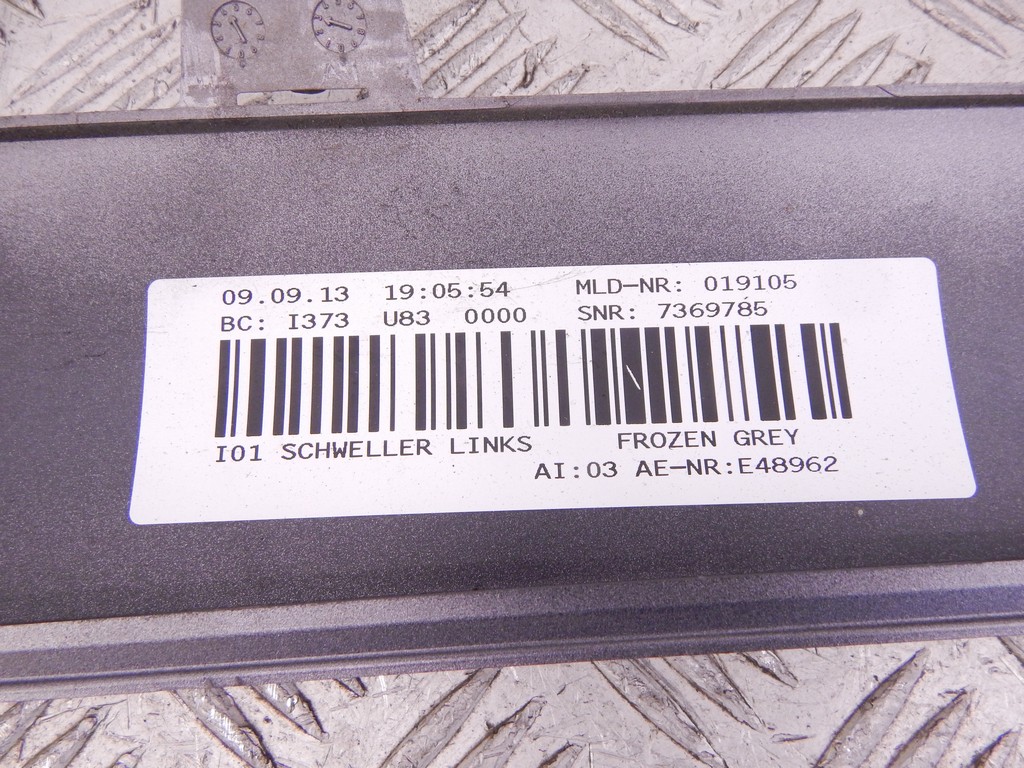 09.09.13 19:05:54 MLD-NR: 019105
BC: I373 U83 0000 SNR: 7369785
I01 SCHWELLER LINKS FROZEN GREY
AI:03 AE-NR:E48962